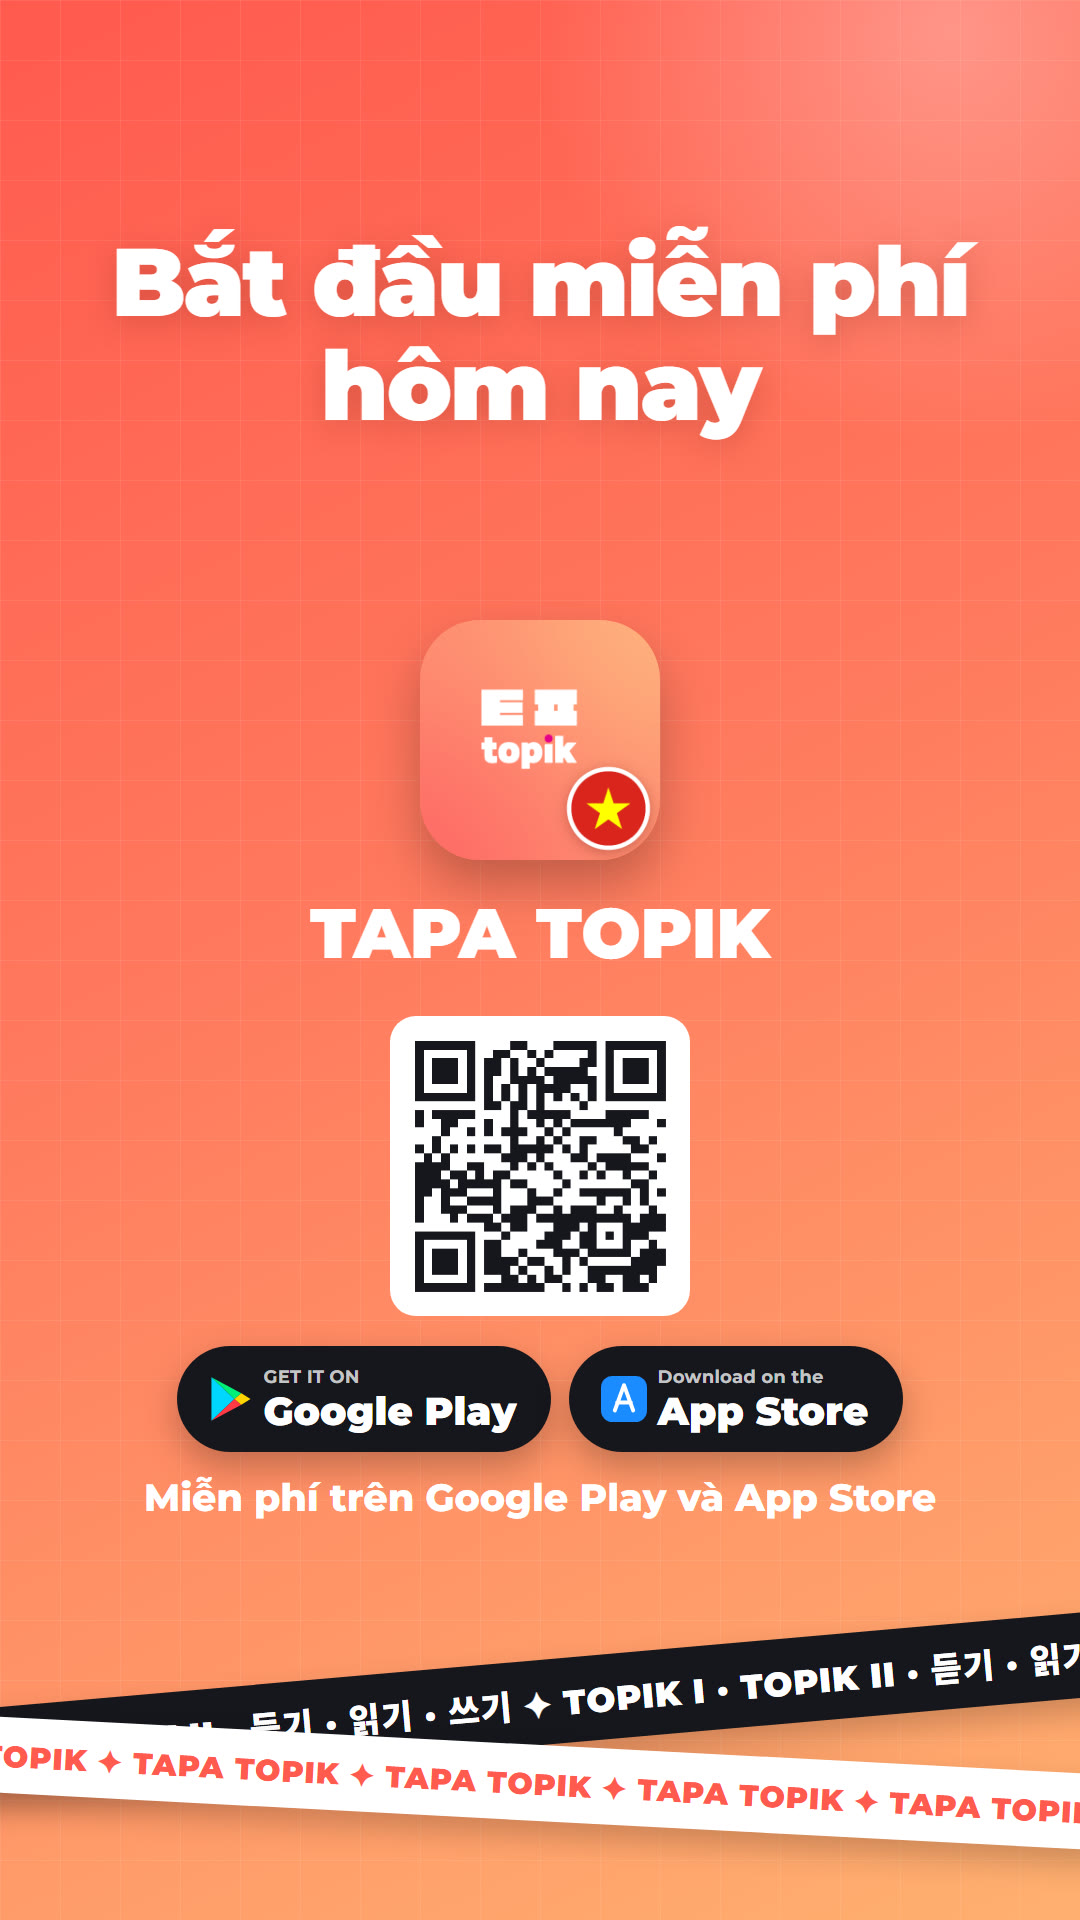 Bắt đầu miễn phí
hôm nay
topik
TAPA TOPIK
GET IT ON
Google Play
Download on the
App Store
Miễn phí trên Google Play và App Store
듣기 · 읽기 · 쓰기 ✦ TOPIK I · TOPIK II · 듣기 · 읽기
TOPIK ✦ TAPA TOPIK ✦ TAPA TOPIK ✦ TAPA TOPIK ✦ TAPA TOPIK